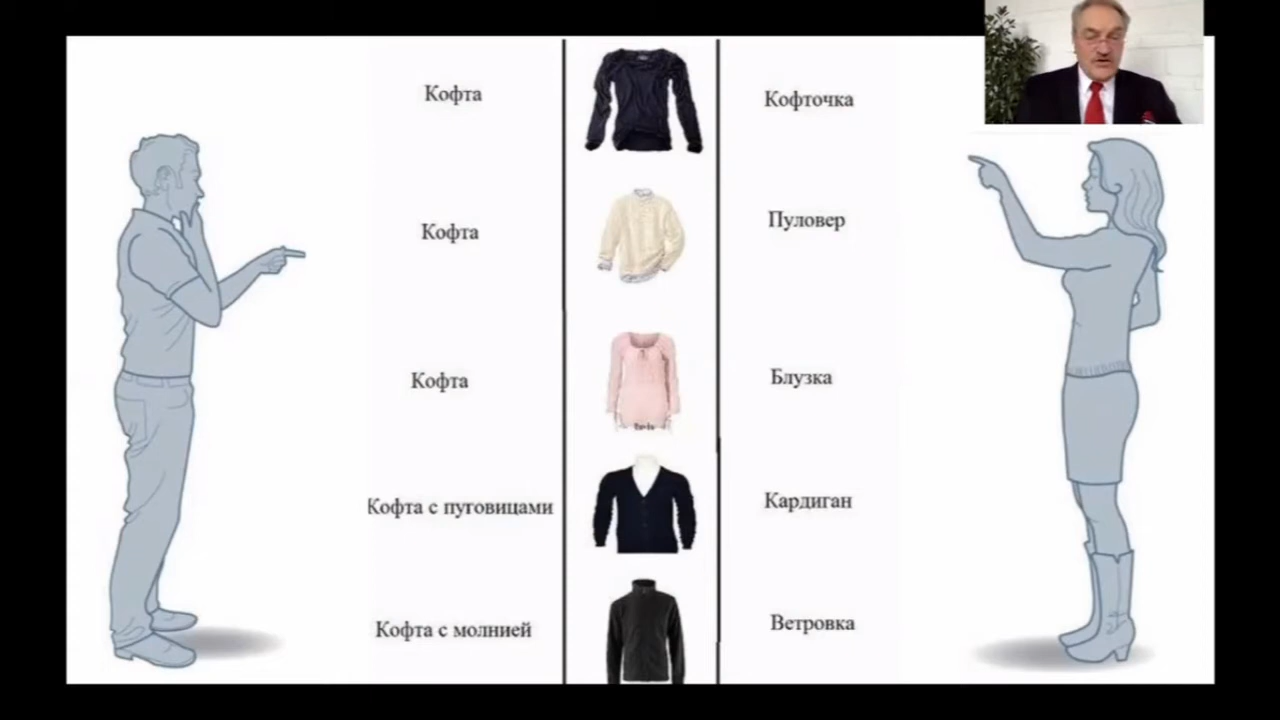 Кофта
Кофточка
Кофта
Пуловер
Кофта
Блузка
Кофта с пуговицами
Кардиган
Кофта с молнией
Ветровка